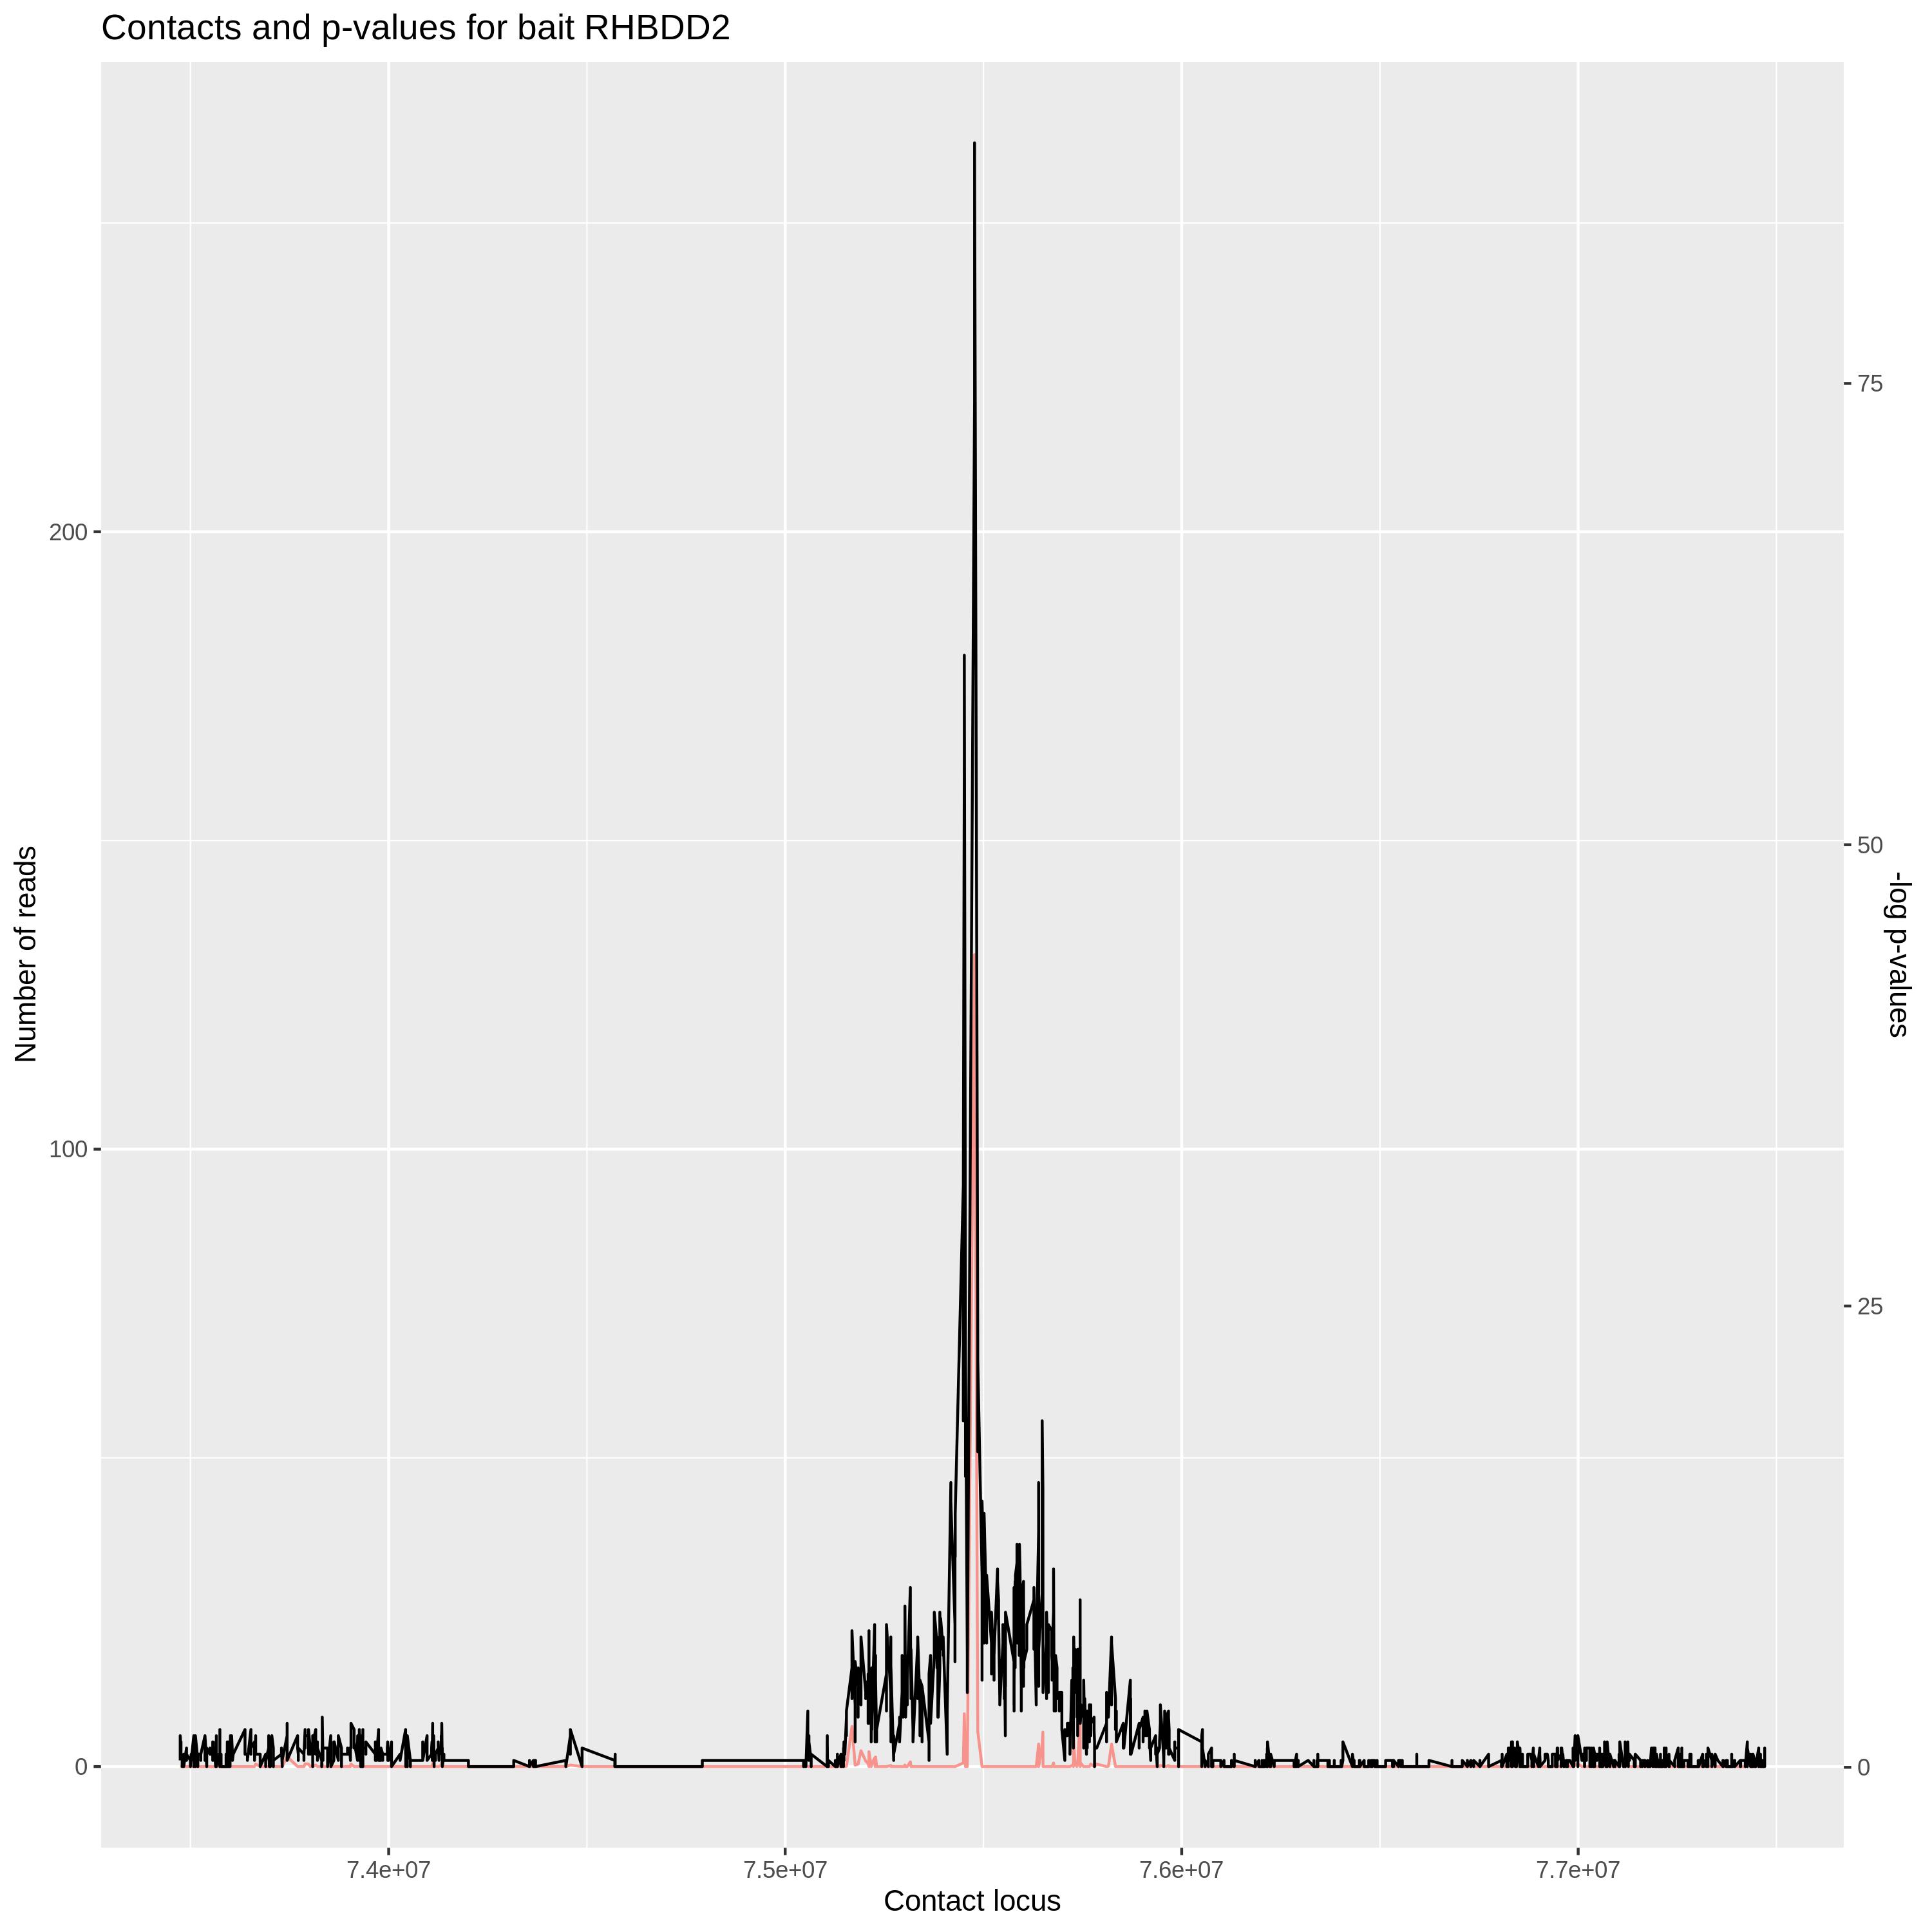 Contacts and p-values for bait RHBDD2
Number of reads
200
100
0
75
50
25
0
-log p-values
7.4e+07
7.5e+07
7.6e+07
7.7e+07
Contact locus